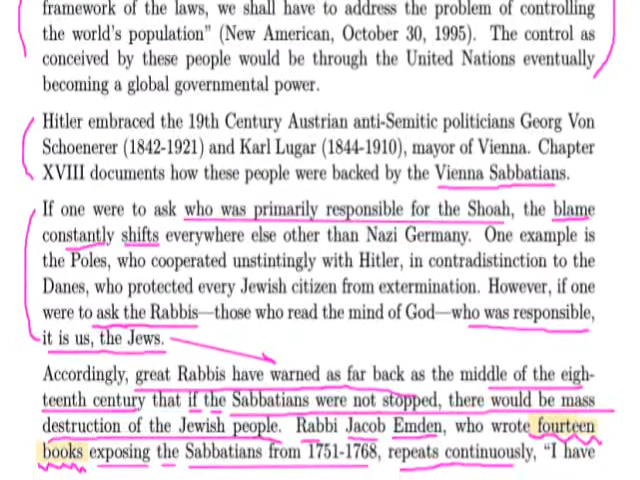 framework of the laws, we shall have to address the problem of controlling
the world's population" (New American, October 30, 1995). The control as
conceived by these people would be through the United Nations eventually
becoming a global governmental power.
Hitler embraced the 19th Century Austrian anti-Semitic politicians Georg Von
Schoenerer (1842-1921) and Karl Lugar (1844-1910), mayor of Vienna. Chapter
XVIII documents how these people were backed by the Vienna Sabbatians.
If one were to ask who was primarily responsible for the Shoah, the blame
constantly shifts everywhere else other than Nazi Germany. One example is
the Poles, who cooperated unstintingly with Hitler, in contradistinction to the
Danes, who protected every Jewish citizen from extermination. However, if one
were to ask the Rabbis—those who read the mind of God—who was responsible,
it is us, the Jews.
Accordingly, great Rabbis have warned as far back as the middle of the eigh-
teenth century that if the Sabbatians were not stopped, there would be mass
destruction of the Jewish people. Rabbi Jacob Emden, who wrote fourteen
books exposing the Sabbatians from 1751-1768, repeats continuously, "I have